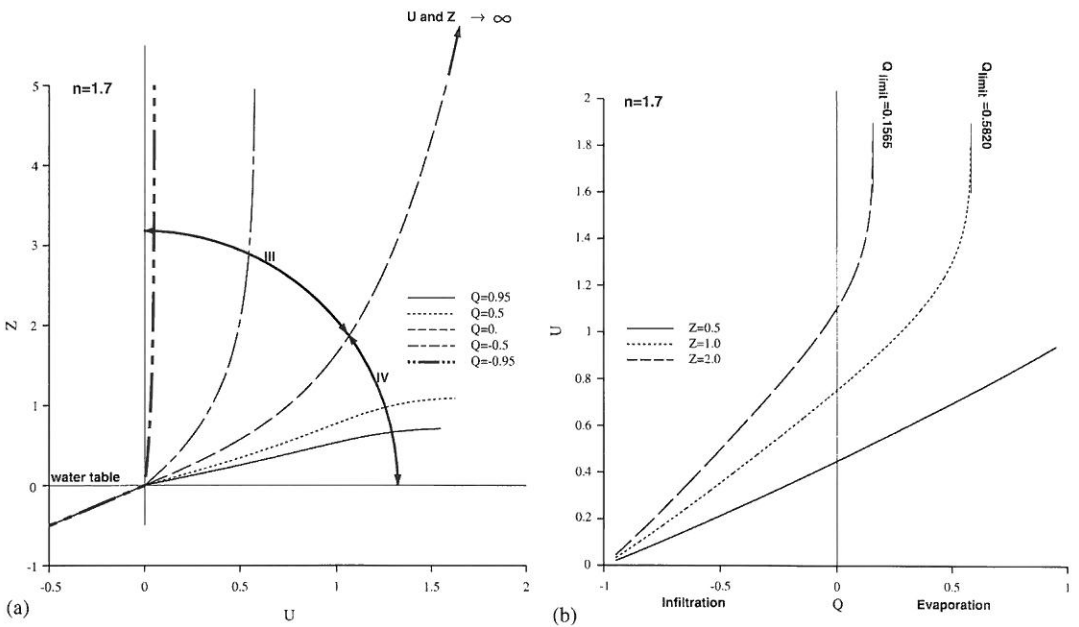 U and Z → ∞
n=1.7
5
4
3
2
1
0
-1
Z
III
IV
Q=0.95
Q=0.5
Q=0.
Q=-0.5
Q=-0.95
water table
-0.5
0
0.5
1
1.5
2
U
(a)
n=1.7
Q limit =0.1565
Q limit =0.5820
2
1.8
1.6
1.4
1.2
1
0.8
0.6
0.4
0.2
0
U
Z=0.5
Z=1.0
Z=2.0
-1
-0.5
0
0.5
1
Infiltration
Q
Evaporation
(b)